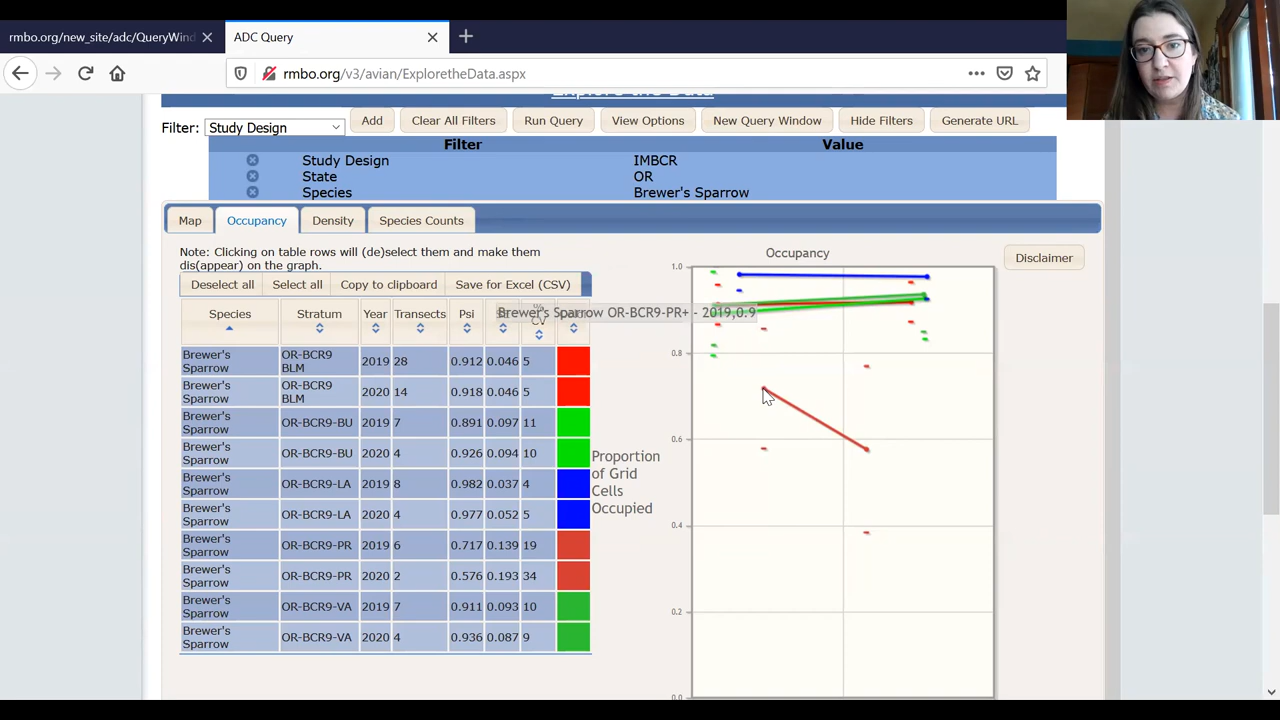 rmbo.org/new_site/adc/QueryWind
ADC Query
rmbo.org/v3/avian/ExploretheData.aspx
Explore the Data
Filter: Study Design Add Clear All Filters Run Query View Options New Query Window Hide Filters Generate URL
Filter Value
Study Design IMBCR
State OR
Species Brewer's Sparrow
Map Occupancy Density Species Counts
Note: Clicking on table rows will (de)select them and make them
dis(appear) on the graph.
Deselect all Select all Copy to clipboard Save for Excel (CSV)
Species Stratum Year Transects Psi % CV
Brewer's Sparrow OR-BCR9 BLM 2019 28 0.912 0.046 5
Brewer's Sparrow OR-BCR9 BLM 2020 14 0.918 0.046 5
Brewer's Sparrow OR-BCR9-BU 2019 7 0.891 0.097 11
Brewer's Sparrow OR-BCR9-BU 2020 4 0.926 0.094 10
Brewer's Sparrow OR-BCR9-LA 2019 8 0.982 0.037 4
Brewer's Sparrow OR-BCR9-LA 2020 4 0.977 0.052 5
Brewer's Sparrow OR-BCR9-PR 2019 6 0.717 0.139 19
Brewer's Sparrow OR-BCR9-PR 2020 2 0.576 0.193 34
Brewer's Sparrow OR-BCR9-VA 2019 7 0.911 0.093 10
Brewer's Sparrow OR-BCR9-VA 2020 4 0.936 0.087 9
Occupancy
Disclaimer
Brewer's Sparrow OR-BCR9-PR+ - 2019,0.9
Proportion
of Grid
Cells
Occupied
1.0
0.8
0.6
0.4
0.2
0.0